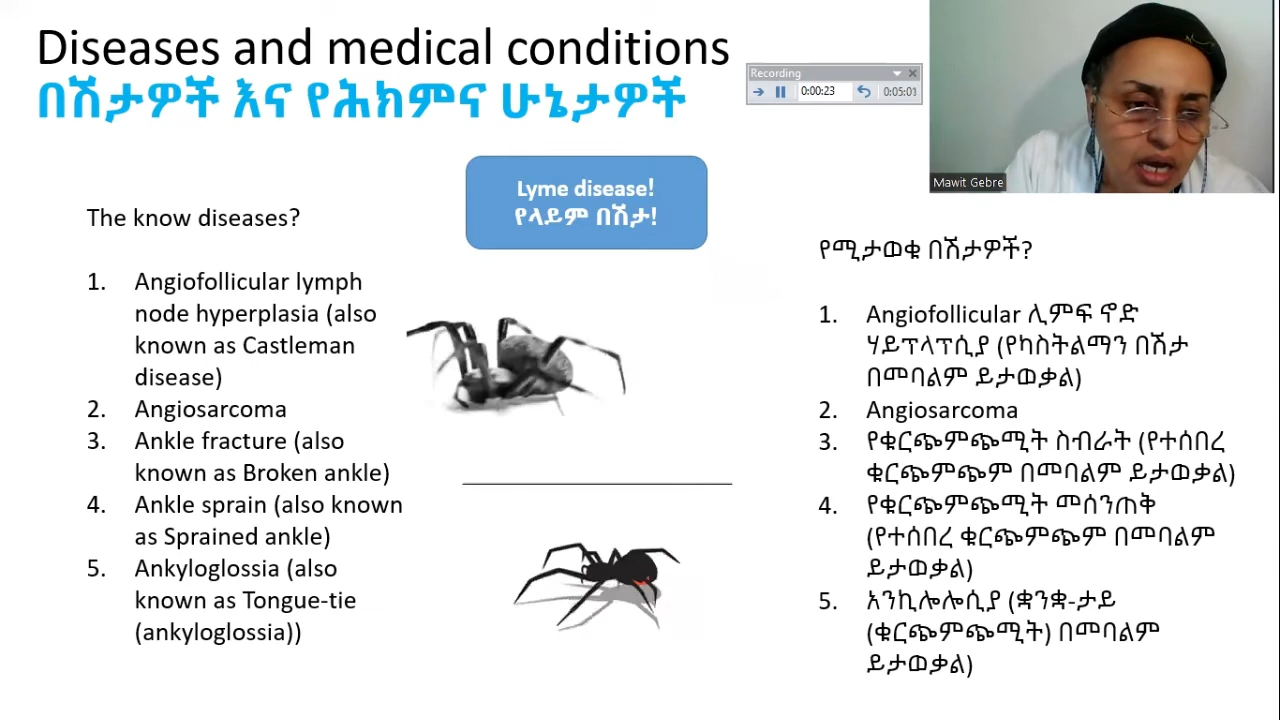 Diseases and medical conditions
በሽታዎች እና የሕክምና ሁኔታዎች
Recording
0:00:23
0:05:01
Mawit Gebre
Lyme disease!
የላይም በሽታ!
The know diseases?
1. Angiofollicular lymph
node hyperplasia (also
known as Castleman
disease)
2. Angiosarcoma
3. Ankle fracture (also
known as Broken ankle)
4. Ankle sprain (also known
as Sprained ankle)
5. Ankyloglossia (also
known as Tongue-tie
(ankyloglossia))
የሚታወቁ በሽታዎች?
1. Angiofollicular ሊምፍ ኖድ
ሃይፕላፕሲያ (የካስትልማን በሽታ
በመባልም ይታወቃል)
2. Angiosarcoma
3. የቁርጭምጭሚት ስብራት (የተሰበረ
ቁርጭምጭም በመባልም ይታወቃል)
4. የቁርጭምጭሚት መሰንጠቅ
(የተሰበረ ቁርጭምጭም በመባልም
ይታወቃል)
5. አንኪሎሎሲያ (ቋንቋ-ታይ
(ቁርጭምጭሚት) በመባልም
ይታወቃል)